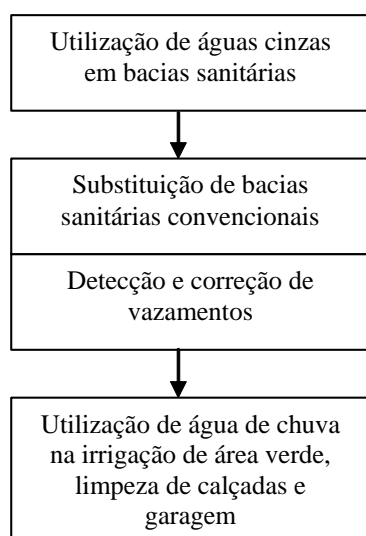 Utilização de águas cinzas
em bacias sanitárias
Substituição de bacias
sanitárias convencionais
Detecção e correção de
vazamentos
Utilização de água de chuva
na irrigação de área verde,
limpeza de calçadas e
garagem